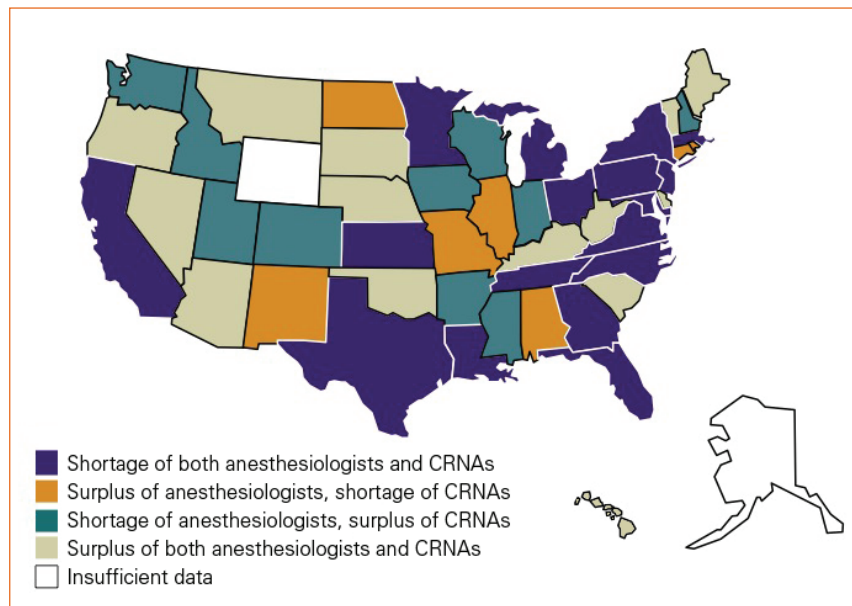 Shortage of both anesthesiologists and CRNAs
Surplus of anesthesiologists, shortage of CRNAs
Shortage of anesthesiologists, surplus of CRNAs
Surplus of both anesthesiologists and CRNAs
Insufficient data